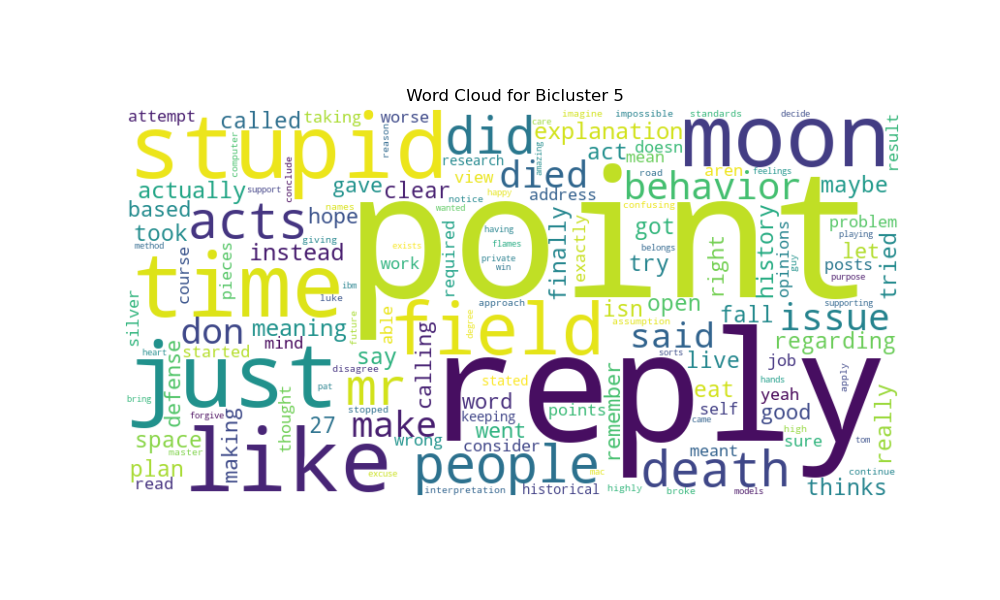 Word Cloud for Bicluster 5
attempt
called
taking
worse
did
explanation
imagine
impossible
standards
decide
moon
result
stupid
computer
reason
research
care
amazing
act
doesn
mean
road
aren
feelings
actually
support
conclude
gave
clear
view
died
address
behavior
maybe
based
took
acts
hope
names
notice
happy
wanted
having
confusing
got
history
problem
instead
point
flames
private
win
finally
exactly
try
belongs
right
opinions
guy
playing
let
posts
tried
purpose
method
course
pieces
giving
exists
work
required
time
luke
ibm
future
able
field
approach
degree
isn
open
assumption
fall
supporting
issue
silver
don
meaning
mind
say
calling
said
regarding
heart
defense
started
disagree
just
pat
mr
stated
reply
sorts
live
job
hands
apply
bring
forgive
thought
stopped
make
word
keeping
points
remember
eat
self
yeah
good
came
really
space
master
making
27
wrong
went
consider
meant
high
sure
tom
plan
read
like
excuse
people
mac
death
continue
thinks
interpretation
historical
highly
broke
models